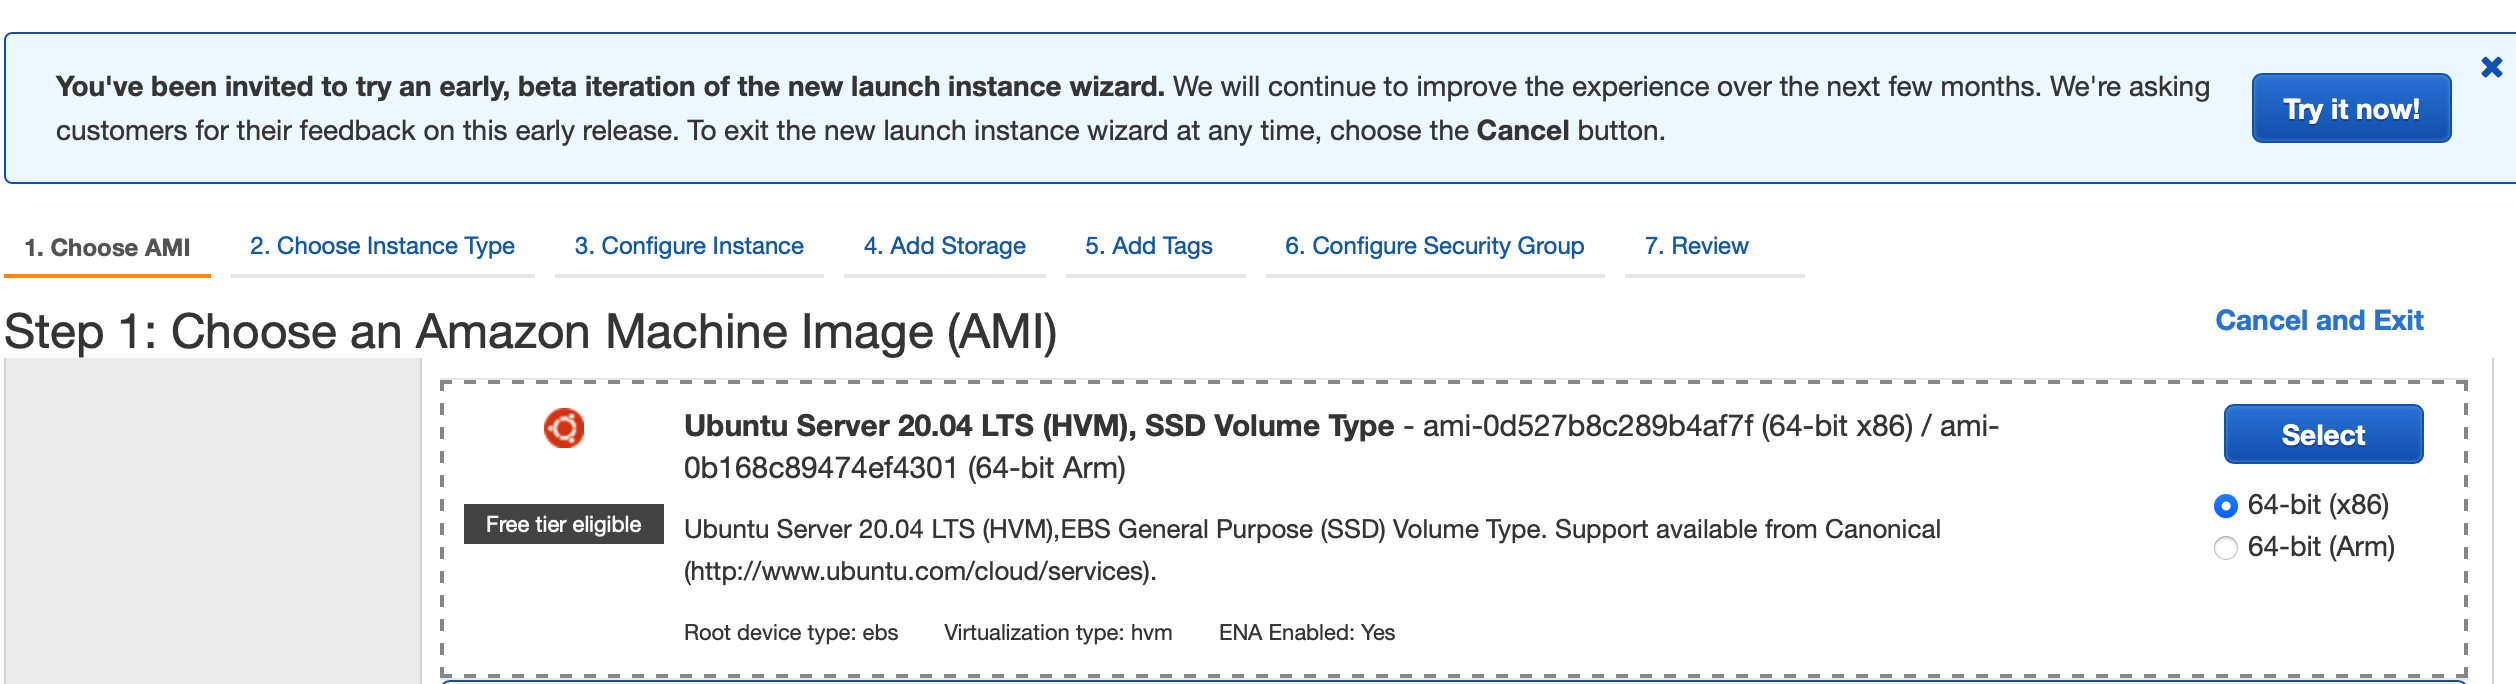 You've been invited to try an early, beta iteration of the new launch instance wizard. We will continue to improve the experience over the next few months. We're asking
customers for their feedback on this early release. To exit the new launch instance wizard at any time, choose the Cancel button.
Try it now!
1. Choose AMI
2. Choose Instance Type
3. Configure Instance
4. Add Storage
5. Add Tags
6. Configure Security Group
7. Review
Step 1: Choose an Amazon Machine Image (AMI)
Cancel and Exit
Ubuntu Server 20.04 LTS (HVM), SSD Volume Type - ami-0d527b8c289b4af7f (64-bit x86) / ami-
0b168c89474ef4301 (64-bit Arm)
Select
Free tier eligible
Ubuntu Server 20.04 LTS (HVM),EBS General Purpose (SSD) Volume Type. Support available from Canonical
(http://www.ubuntu.com/cloud/services).
64-bit (x86)
64-bit (Arm)
Root device type: ebs
Virtualization type: hvm
ENA Enabled: Yes